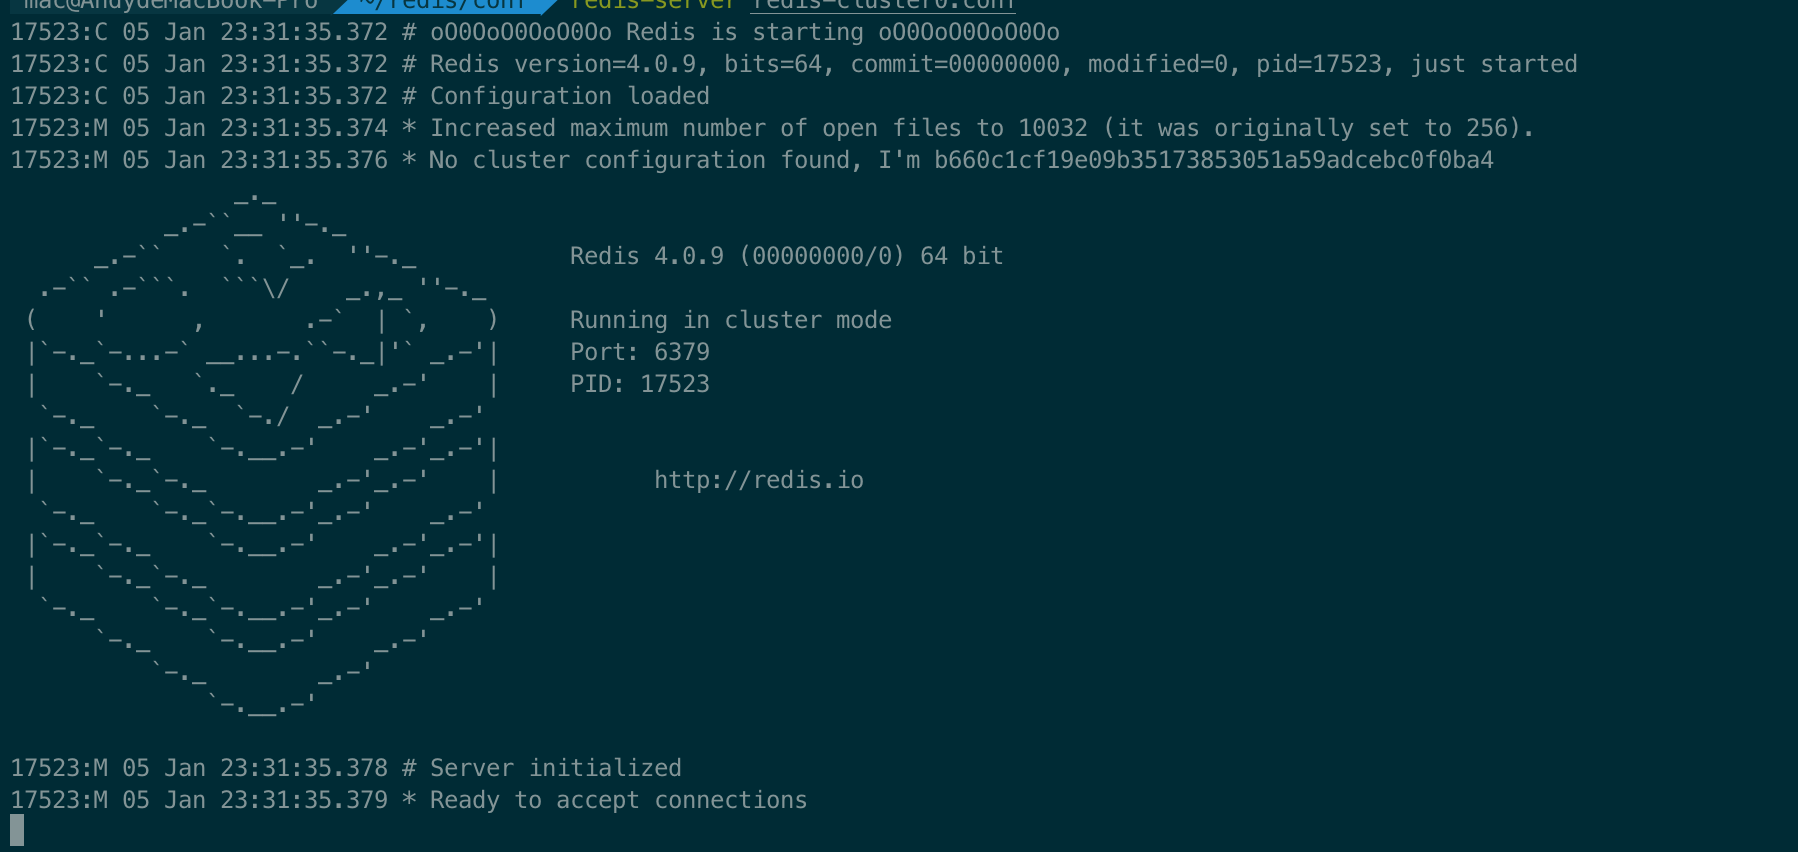 mac@AndydeMacBook-Pro ~/redis/conf redis-server redis-cluster0.conf
17523:C 05 Jan 23:31:35.372 # oO0OoO0OoO0Oo Redis is starting oO0OoO0OoO0Oo
17523:C 05 Jan 23:31:35.372 # Redis version=4.0.9, bits=64, commit=00000000, modified=0, pid=17523, just started
17523:C 05 Jan 23:31:35.372 # Configuration loaded
17523:M 05 Jan 23:31:35.374 * Increased maximum number of open files to 10032 (it was originally set to 256).
17523:M 05 Jan 23:31:35.376 * No cluster configuration found, I'm b660c1cf19e09b35173853051a59adcebc0f0ba4
Redis 4.0.9 (00000000/0) 64 bit
Running in cluster mode
Port: 6379
PID: 17523
http://redis.io
17523:M 05 Jan 23:31:35.378 # Server initialized
17523:M 05 Jan 23:31:35.379 * Ready to accept connections